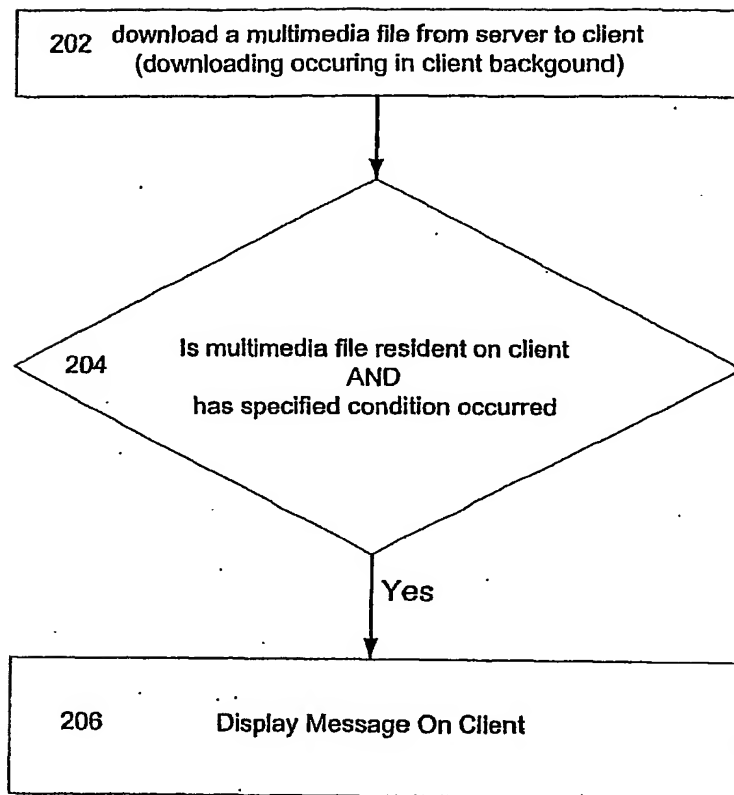 202 download a multimedia file from server to client
(downloading occuring in client backgound)
204 Is multimedia file resident on client
AND
has specified condition occurred
Yes
206 Display Message On Client